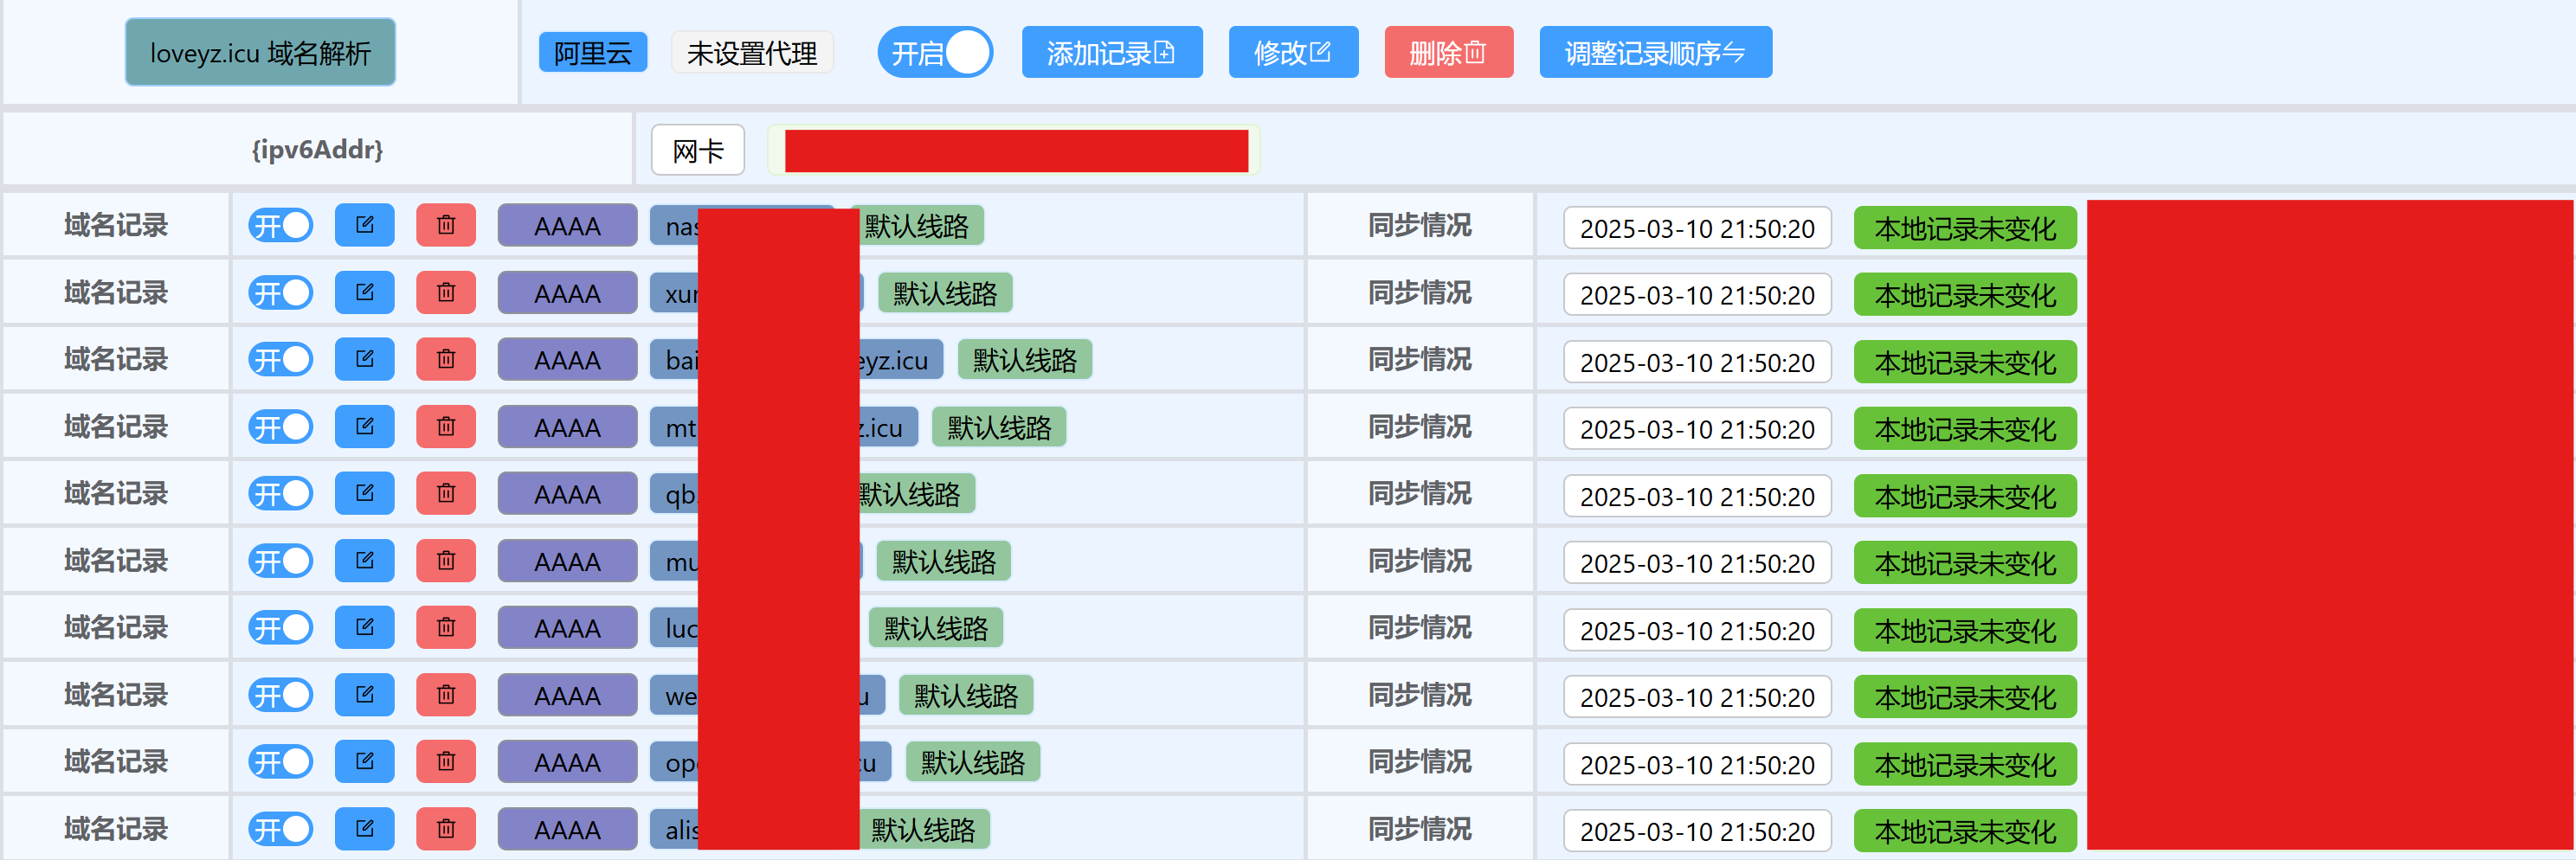 loveyz.icu 域名解析 阿里云 未设置代理 开启 添加记录 修改 删除 调整记录顺序
{ipv6Addr} 网卡
域名记录 开 AAAA 默认线路 同步情况 2025-03-10 21:50:20 本地记录未变化
域名记录 开 AAAA 默认线路 同步情况 2025-03-10 21:50:20 本地记录未变化
域名记录 开 AAAA bai eyz.icu 默认线路 同步情况 2025-03-10 21:50:20 本地记录未变化
域名记录 开 AAAA mt z.icu 默认线路 同步情况 2025-03-10 21:50:20 本地记录未变化
域名记录 开 AAAA qb 默认线路 同步情况 2025-03-10 21:50:20 本地记录未变化
域名记录 开 AAAA mu 默认线路 同步情况 2025-03-10 21:50:20 本地记录未变化
域名记录 开 AAAA luc 默认线路 同步情况 2025-03-10 21:50:20 本地记录未变化
域名记录 开 AAAA we u 默认线路 同步情况 2025-03-10 21:50:20 本地记录未变化
域名记录 开 AAAA op cu 默认线路 同步情况 2025-03-10 21:50:20 本地记录未变化
域名记录 开 AAAA alis 默认线路 同步情况 2025-03-10 21:50:20 本地记录未变化